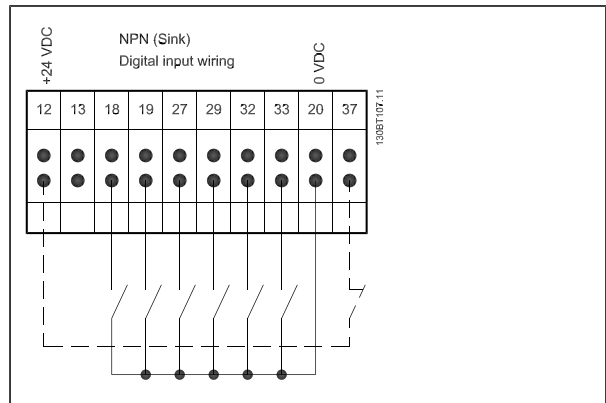 +24 VDC
NPN (Sink)
Digital input wiring
0 VDC
12 13 18 19 27 29 32 33 20 37
130BT107.11